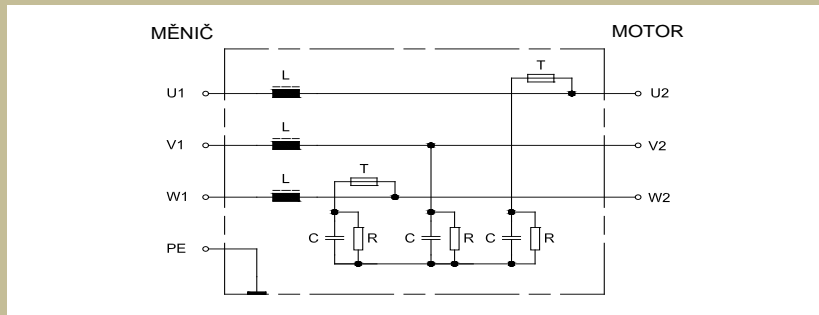 MĚNIČ MOTOR
T
L
U1 U2
L
V1 V2
T
L
W1 W2
C R C R C R
PE